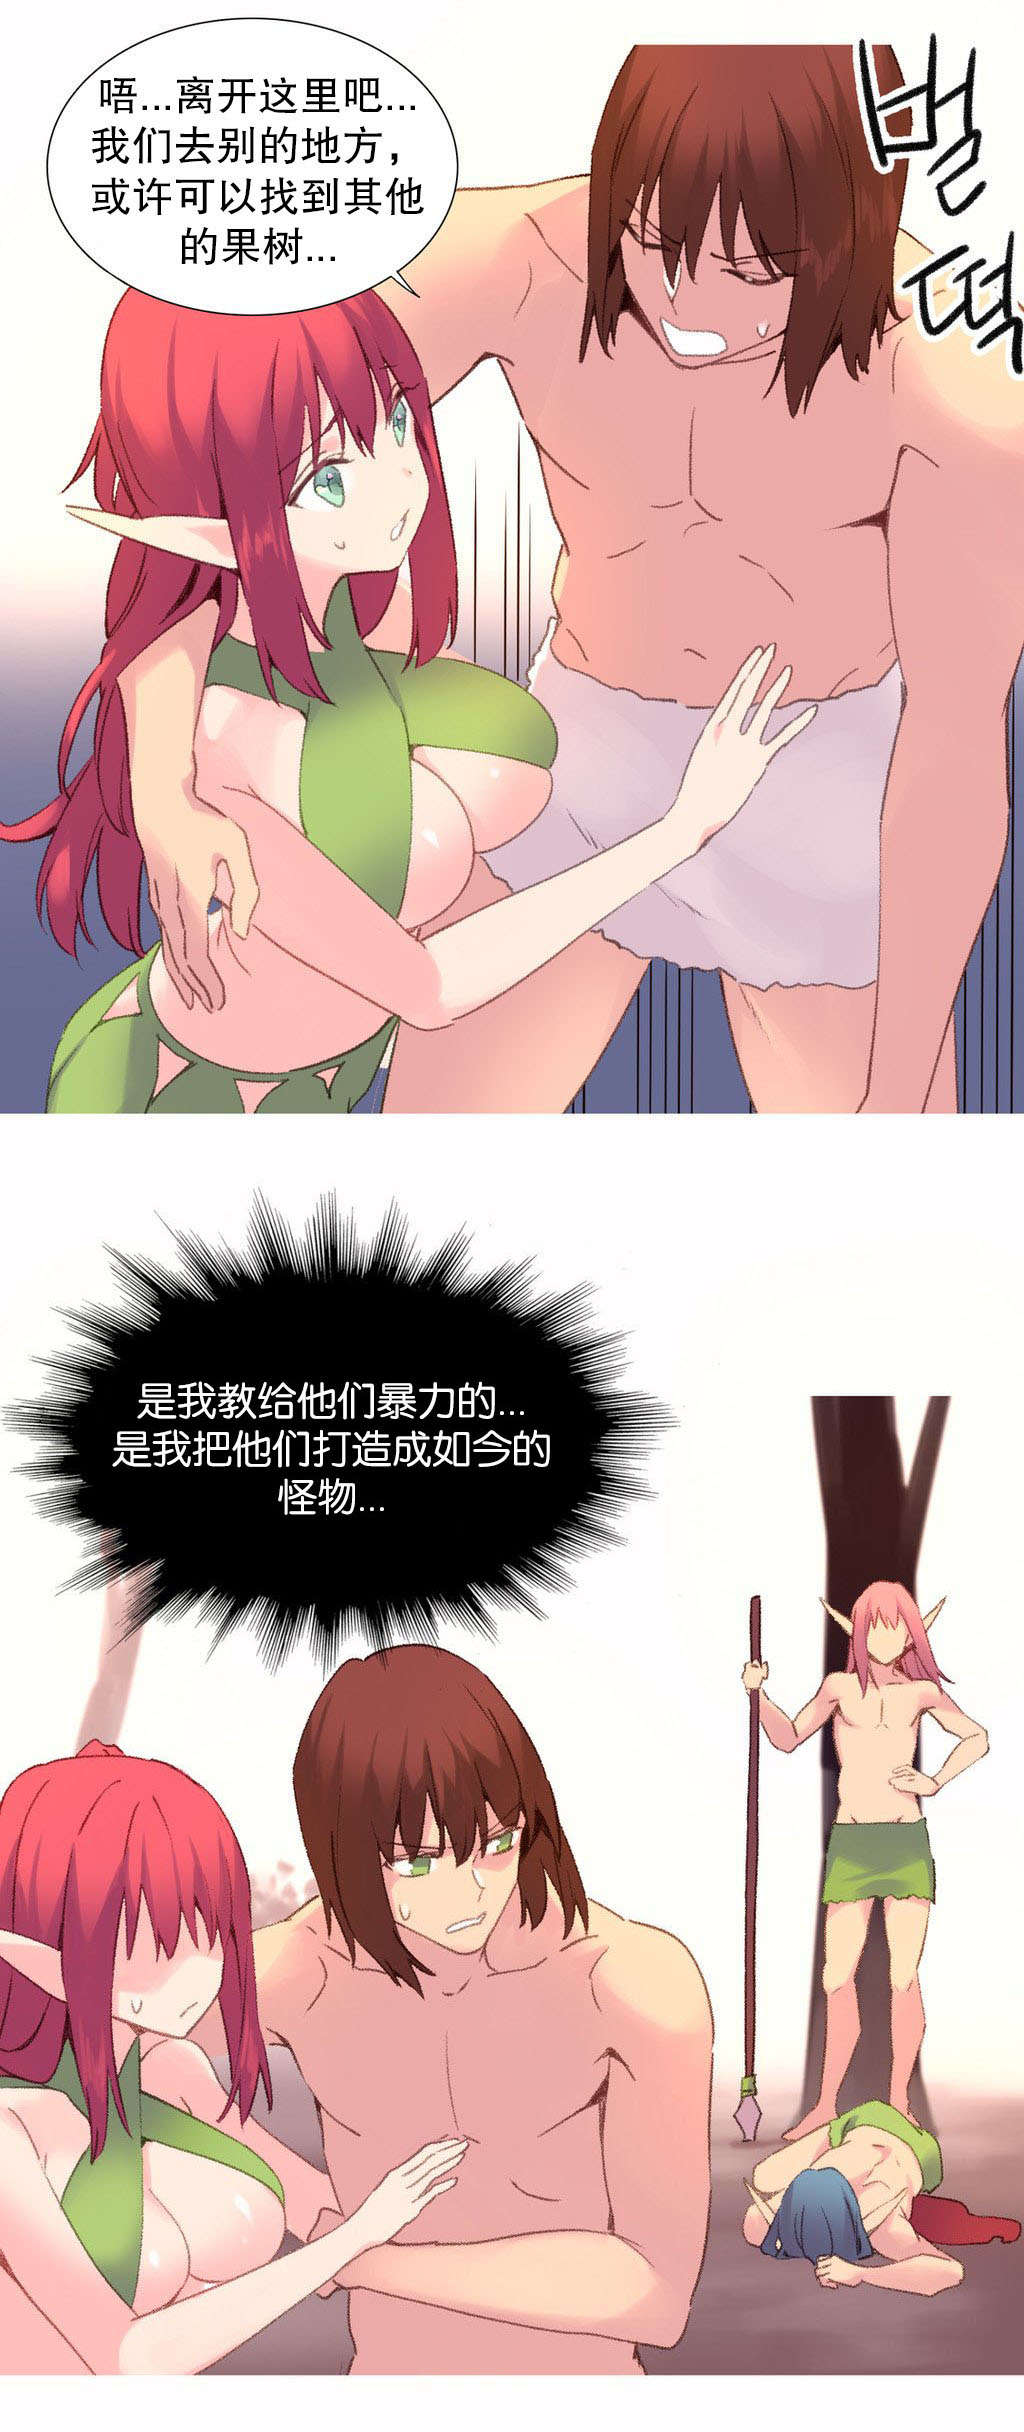 唔...离开这里吧...
我们去别的地方，
或许可以找到其他
的果树...
벌
떡
是我教给他们暴力的...
是我把他们打造成如今的
怪物...